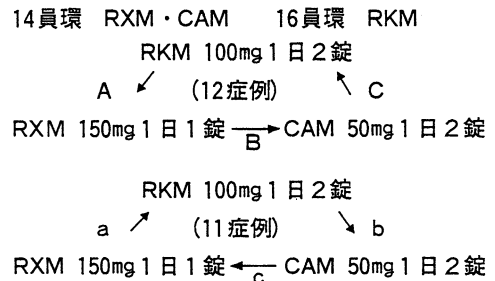 14員環 RXM・CAM 16員環 RKM
RKM 100mg 1日2錠
A (12症例) C
RXM 150mg 1日1錠 → CAM 50mg 1日2錠
B
RKM 100mg 1日2錠
a (11症例) b
RXM 150mg 1日1錠 ← CAM 50mg 1日2錠
c